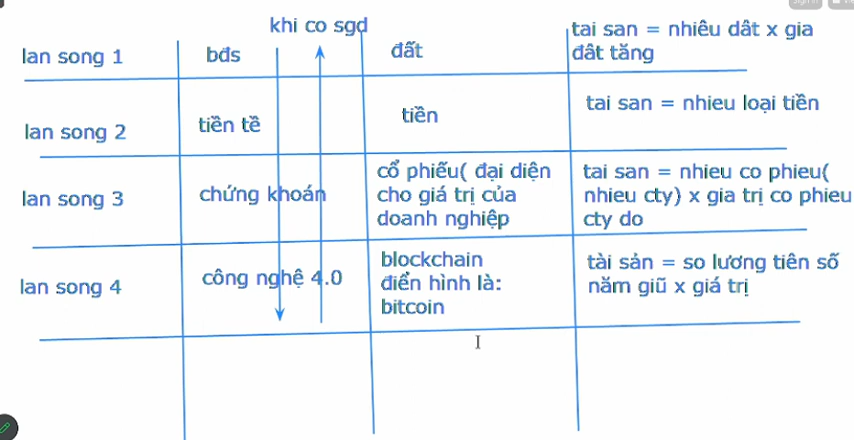 khi co sgd
tai san = nhiêu dât x gia
lan song 1
bđs
đất
đât tăng
lan song 2
tiền tề
tiền
tai san = nhieu loại tiền
lan song 3
chứng khoán
cổ phiếu( đại diện
cho giá trị của
doanh nghiệp
tai san = nhieu co phieu(
nhieu cty) x gia trị co phieu
cty do
lan song 4
công nghệ 4.0
blockchain
điển hình là:
bitcoin
tài sản = so lương tiên số
năm giũ x giá trị